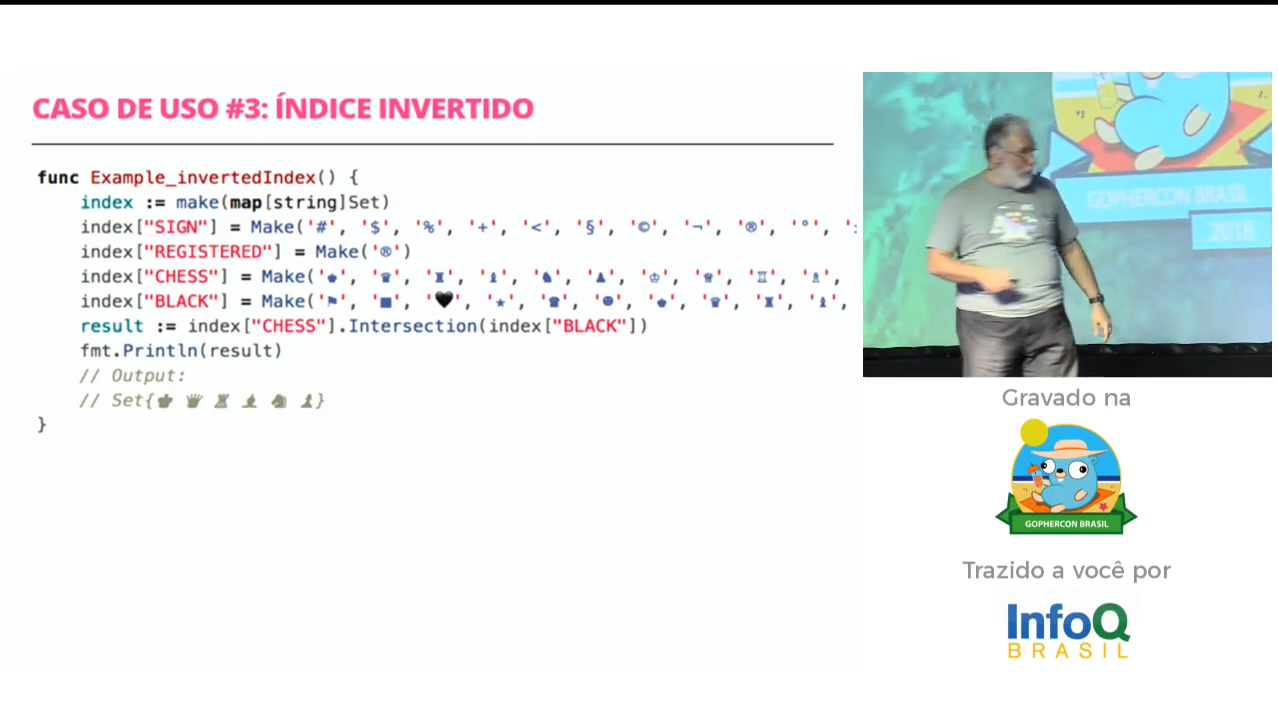 CASO DE USO #3: ÍNDICE INVERTIDO
func Example_invertedIndex() {
index := make(map[string]Set)
index["SIGN"] = Make('#', '$', '%', '+', '<', '§', '©', '¬', '®', '°', '
index["REGISTERED"] = Make('®')
index["CHESS"] = Make('♚', '♛', '♜', '♝', '♞', '♟', '♔', '♕', '♖', '♗',
index["BLACK"] = Make('⚑', '■', '🖤', '★', '♛', '☻', '♚', '♛', '♜', '♝',
result := index["CHESS"].Intersection(index["BLACK"])
fmt.Println(result)
// Output:
// Set{♚ ♛ ♜ ♝ ♞ ♟}
}
GOPHERCON BRASIL
2018
Gravado na
GOPHERCON BRASIL
Trazido a você por
InfoQ
BRASIL